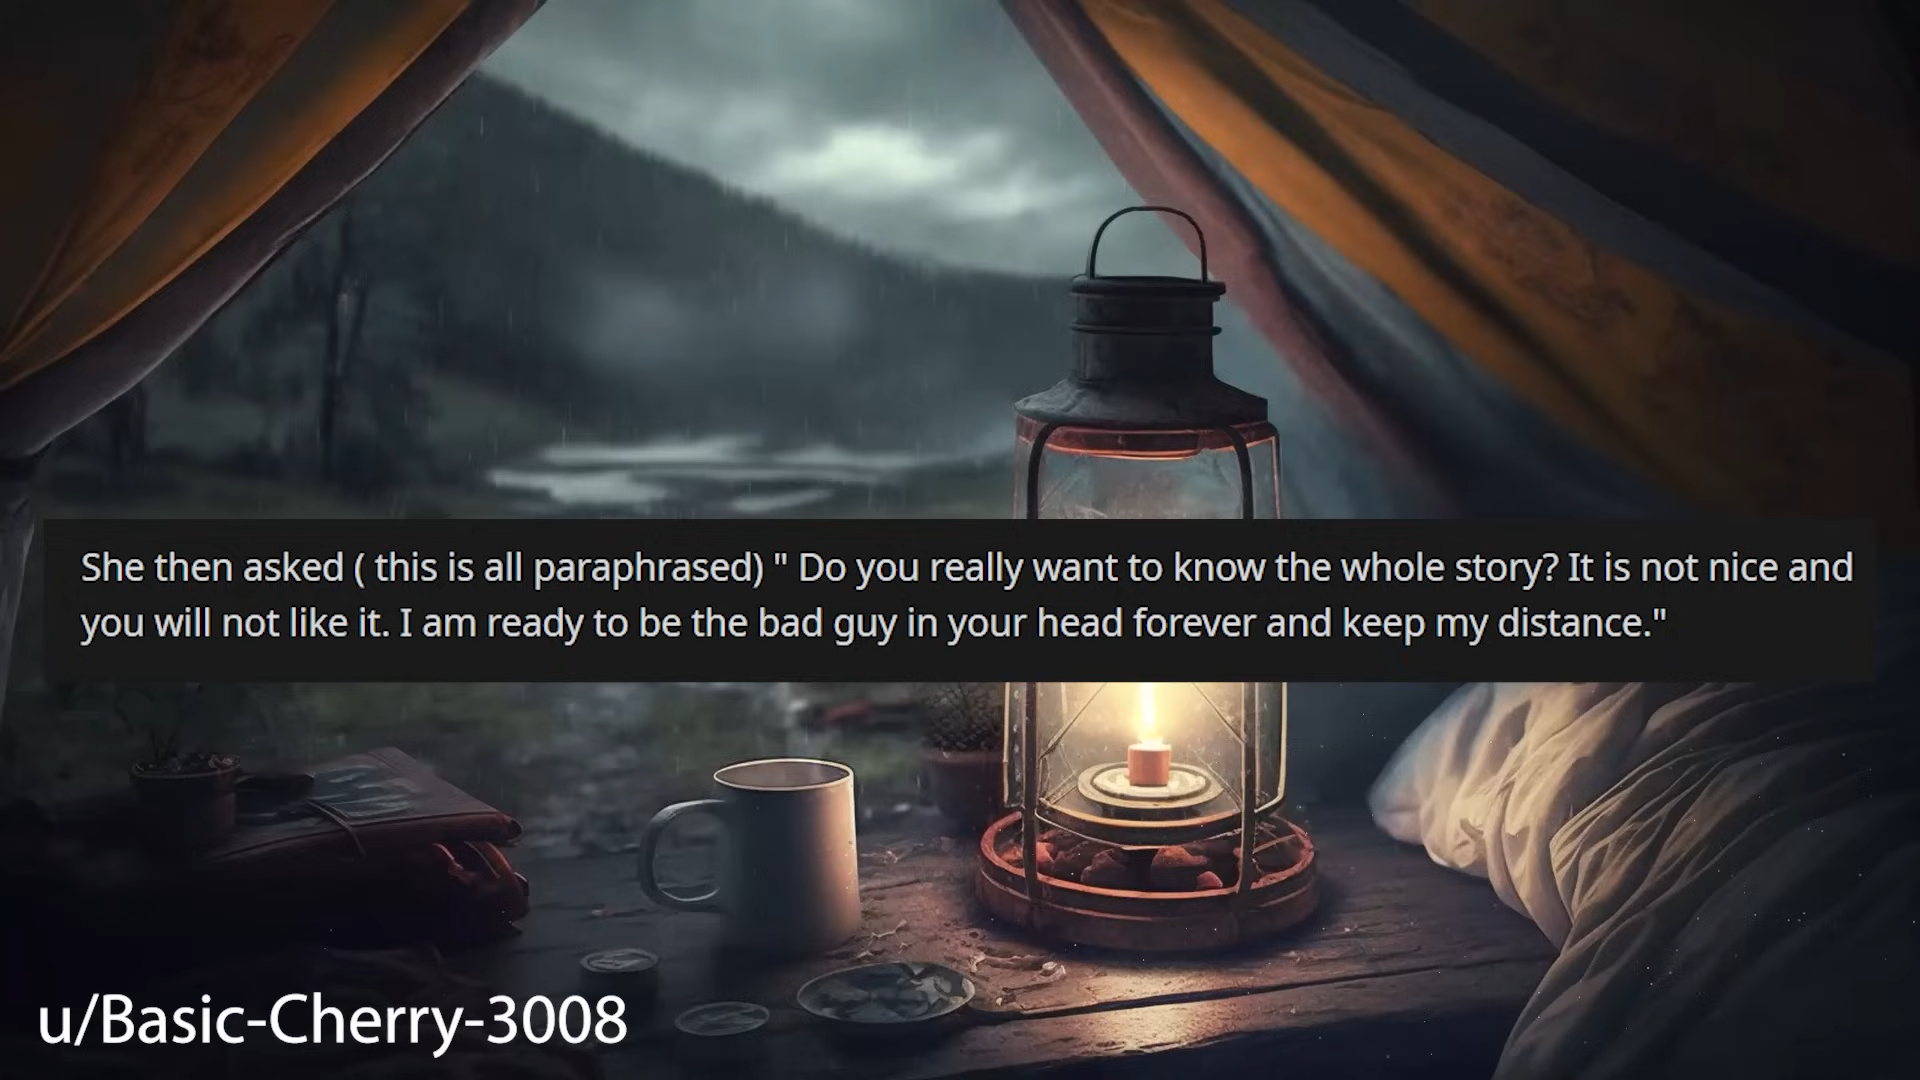 She then asked ( this is all paraphrased) " Do you really want to know the whole story? It is not nice and
you will not like it. I am ready to be the bad guy in your head forever and keep my distance."
u/Basic-Cherry-3008